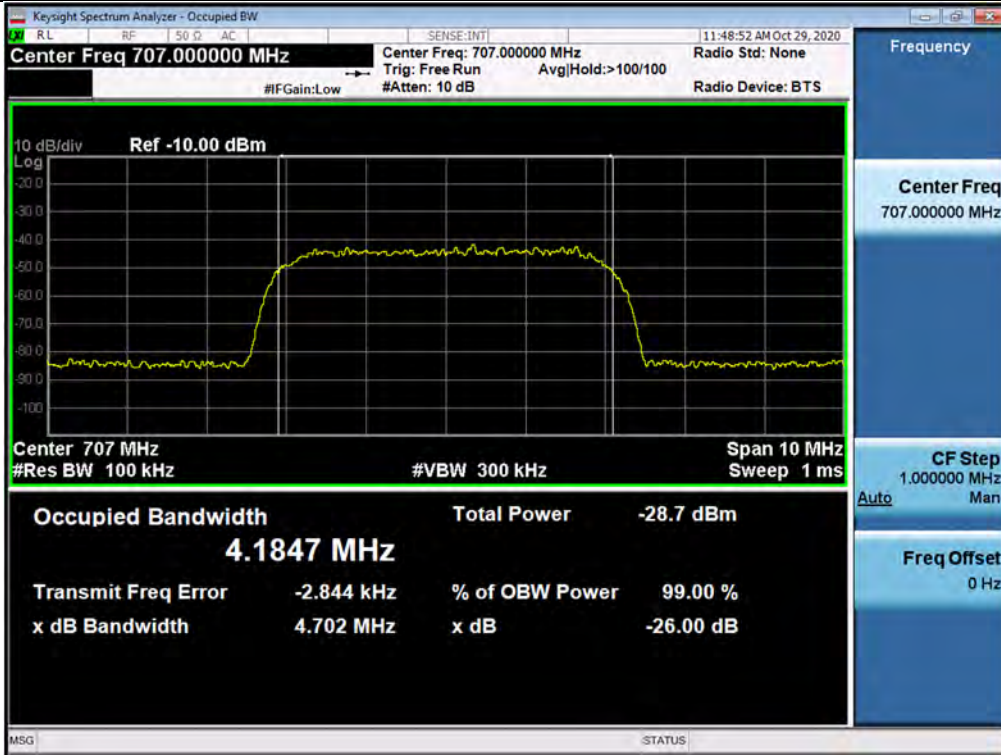 Keysight Spectrum Analyzer - Occupied BW
LXI RL RF 50 Ω AC SENSE:INT 11:48:52 AM Oct 29, 2020
Center Freq 707.000000 MHz
Center Freq: 707.000000 MHz Radio Std: None
Trig: Free Run Avg|Hold:>100/100
#IFGain:Low #Atten: 10 dB Radio Device: BTS
10 dB/div Ref -10.00 dBm
Log
-20.0
-30.0
-40.0
-50.0
-60.0
-70.0
-80.0
-90.0
-100
Center 707 MHz Span 10 MHz
#Res BW 100 kHz #VBW 300 kHz Sweep 1 ms
Occupied Bandwidth Total Power -28.7 dBm
4.1847 MHz
Transmit Freq Error -2.844 kHz % of OBW Power 99.00 %
x dB Bandwidth 4.702 MHz x dB -26.00 dB
MSG STATUS
Frequency
Center Freq
707.000000 MHz
CF Step
1.000000 MHz
Auto Man
Freq Offset
0 Hz